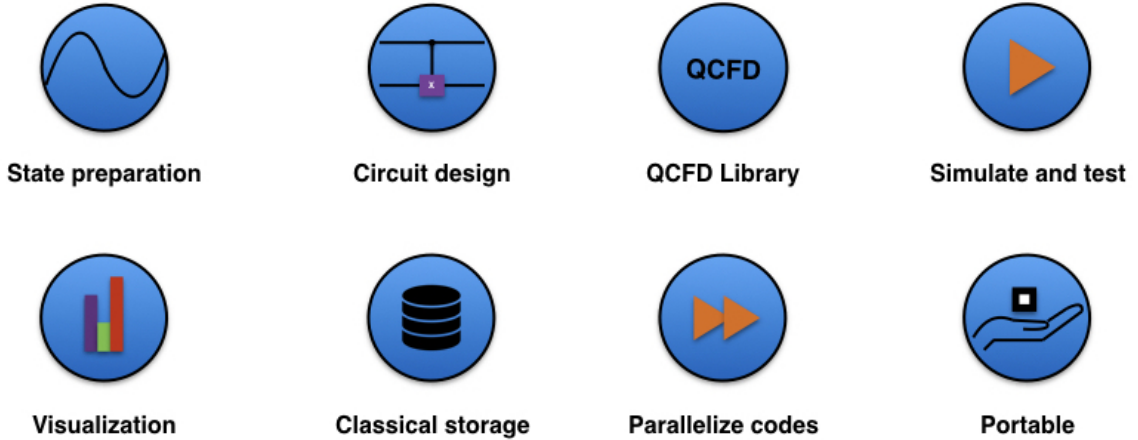 x
QCFD
State preparation
Circuit design
QCFD Library
Simulate and test
Visualization
Classical storage
Parallelize codes
Portable